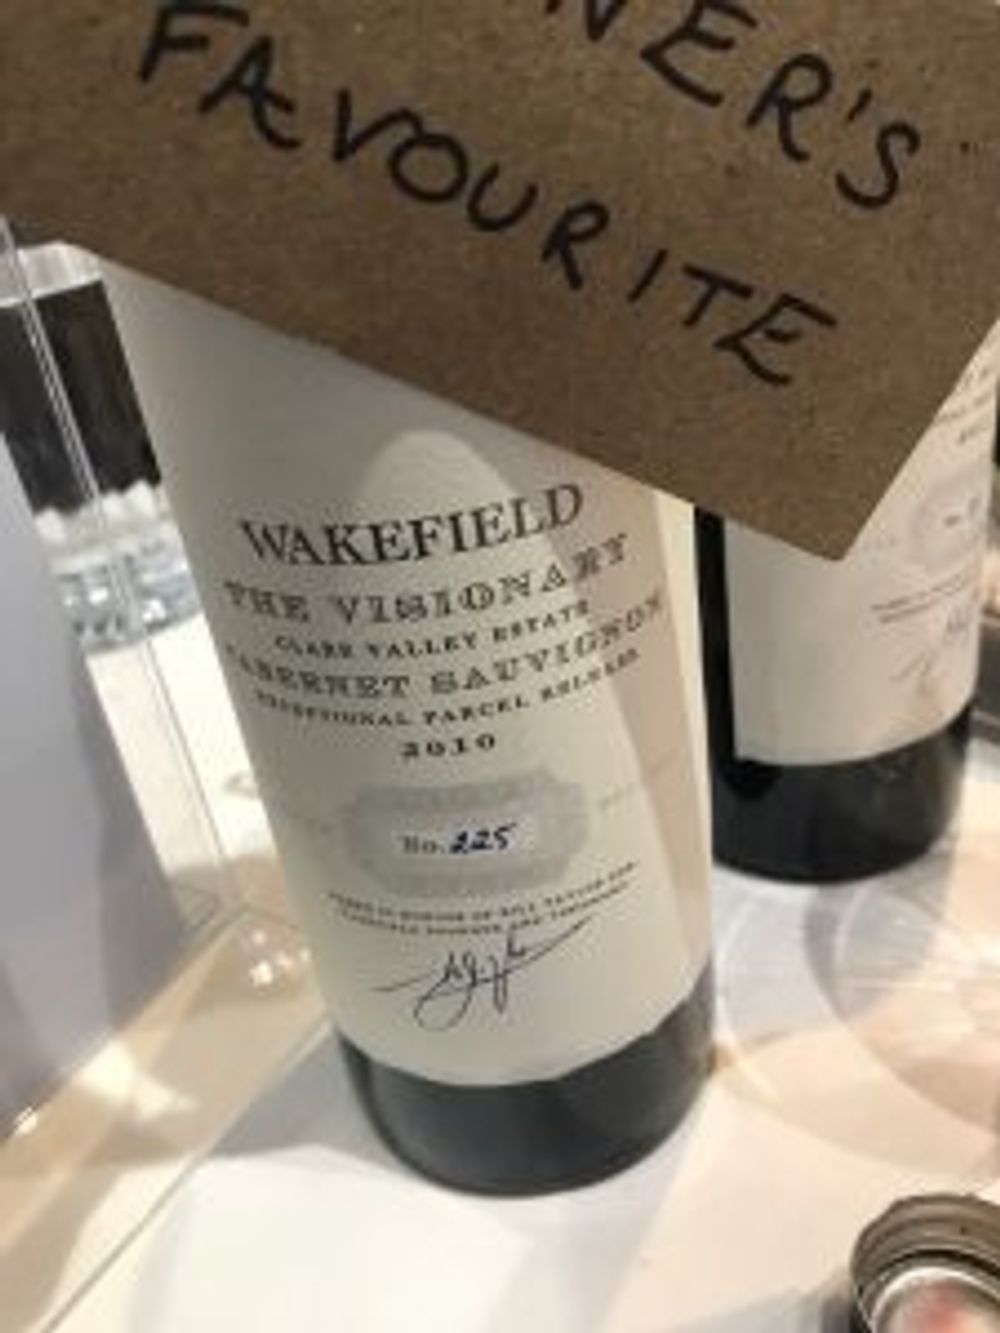 NER'S
FAVOURITE
WAKEFIELD
THE VISIONARY
CLARE VALLEY ESTATE
CABERNET SAUVIGNON
EXCEPTIONAL PARCEL RELEASE
2010
No. 225